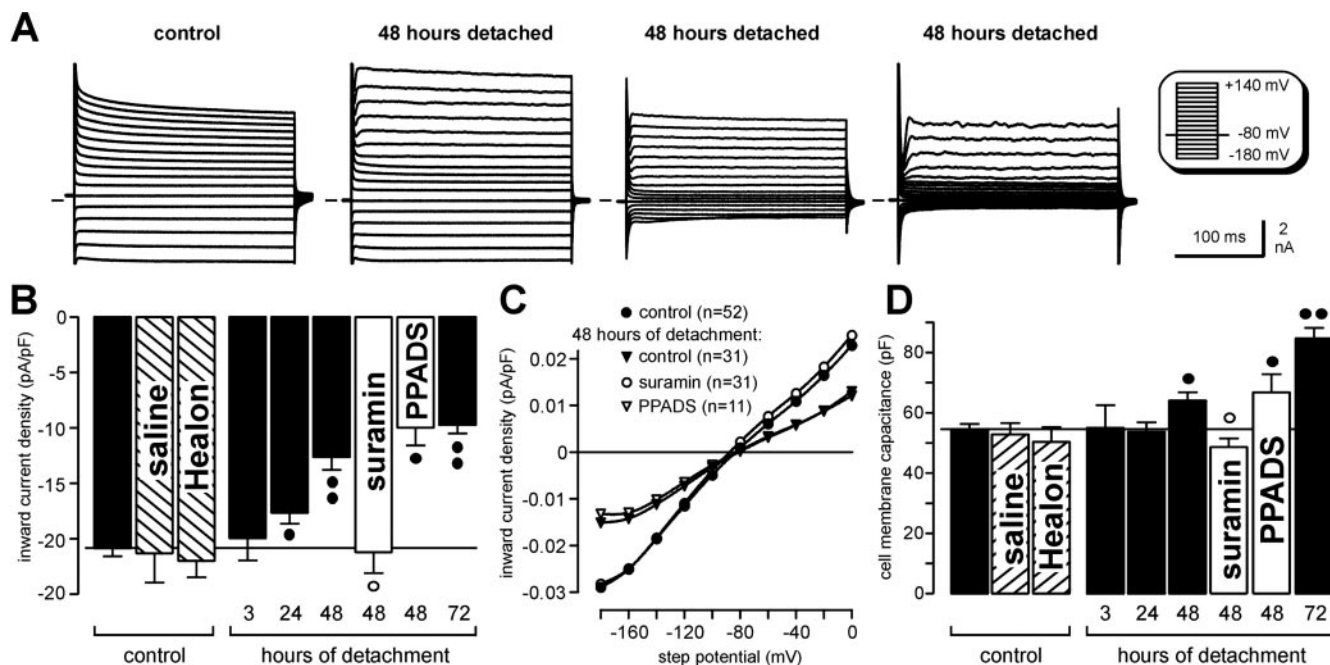 A
control
48 hours detached
48 hours detached
48 hours detached
+140 mV
-80 mV
-180 mV
100 ms
2
nA
B
inward current density (pA/pF)
0
-5
-10
-15
-20
-20
saline
Healon
suramin
PPADS
3 24 48 48 48 72
control
hours of detachment
C
control (n=52)
48 hours of detachment:
control (n=31)
suramin (n=31)
PPADS (n=11)
inward current density (pA/pF)
0.02
0.01
0
-0.01
-0.02
-0.03
-160 -120 -80 -40 0
step potential (mV)
D
cell membrane capacitance (pF)
80
60
40
20
0
saline
Healon
suramin
PPADS
3 24 48 48 48 72
control
hours of detachment